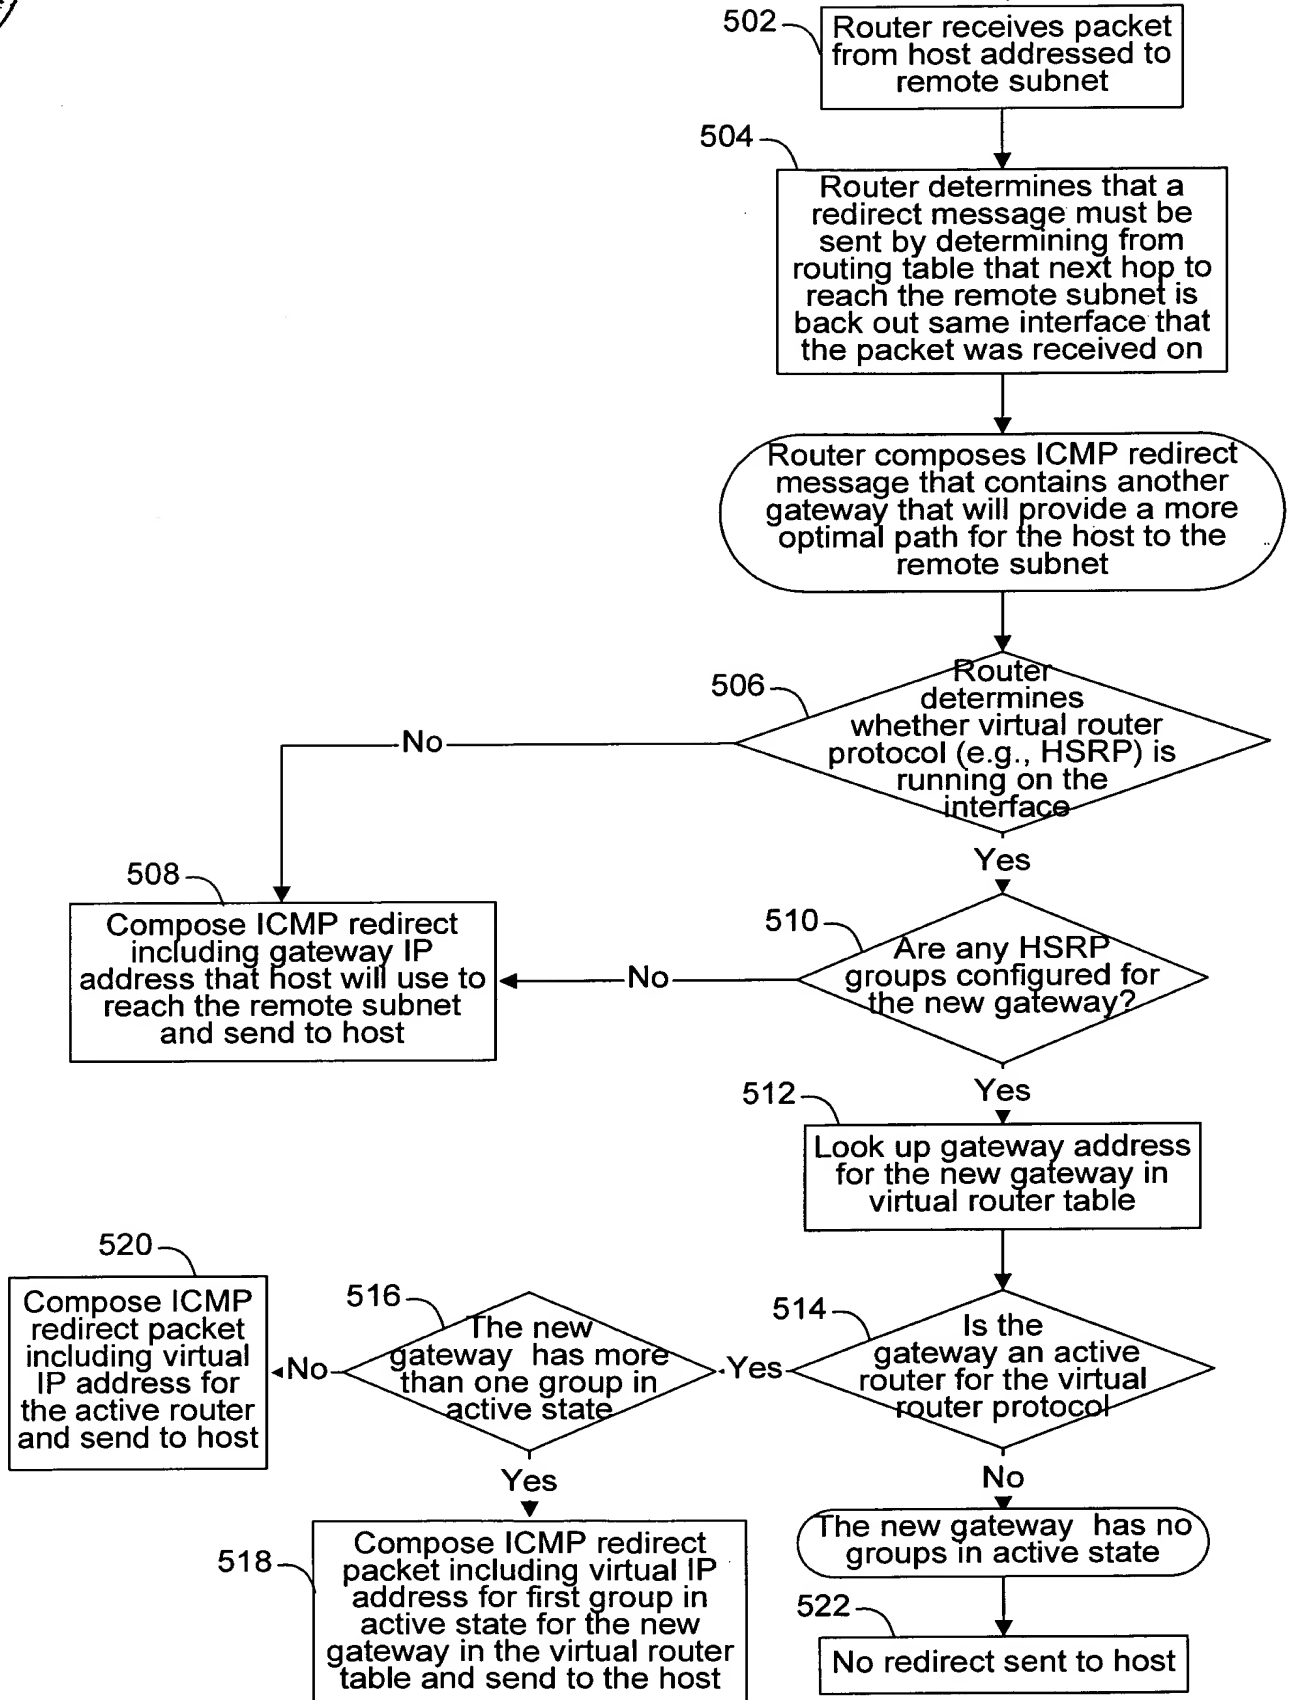 502
Router receives packet
from host addressed to
remote subnet
504
Router determines that a
redirect message must be
sent by determining from
routing table that next hop to
reach the remote subnet is
back out same interface that
the packet was received on
Router composes ICMP redirect
message that contains another
gateway that will provide a more
optimal path for the host to the
remote subnet
506
Router
determines
whether virtual router
protocol (e.g., HSRP) is
running on the
interface
No
Yes
508
Compose ICMP redirect
including gateway IP
address that host will use to
reach the remote subnet
and send to host
510
Are any HSRP
groups configured for
the new gateway?
No
Yes
512
Look up gateway address
for the new gateway in
virtual router table
514
Is the
gateway an active
router for the virtual
router protocol
Yes
No
516
The new
gateway has more
than one group in
active state
No
Yes
520
Compose ICMP
redirect packet
including virtual
IP address for
the active router
and send to host
518
Compose ICMP redirect
packet including virtual IP
address for first group in
active state for the new
gateway in the virtual router
table and send to the host
The new gateway has no
groups in active state
522
No redirect sent to host